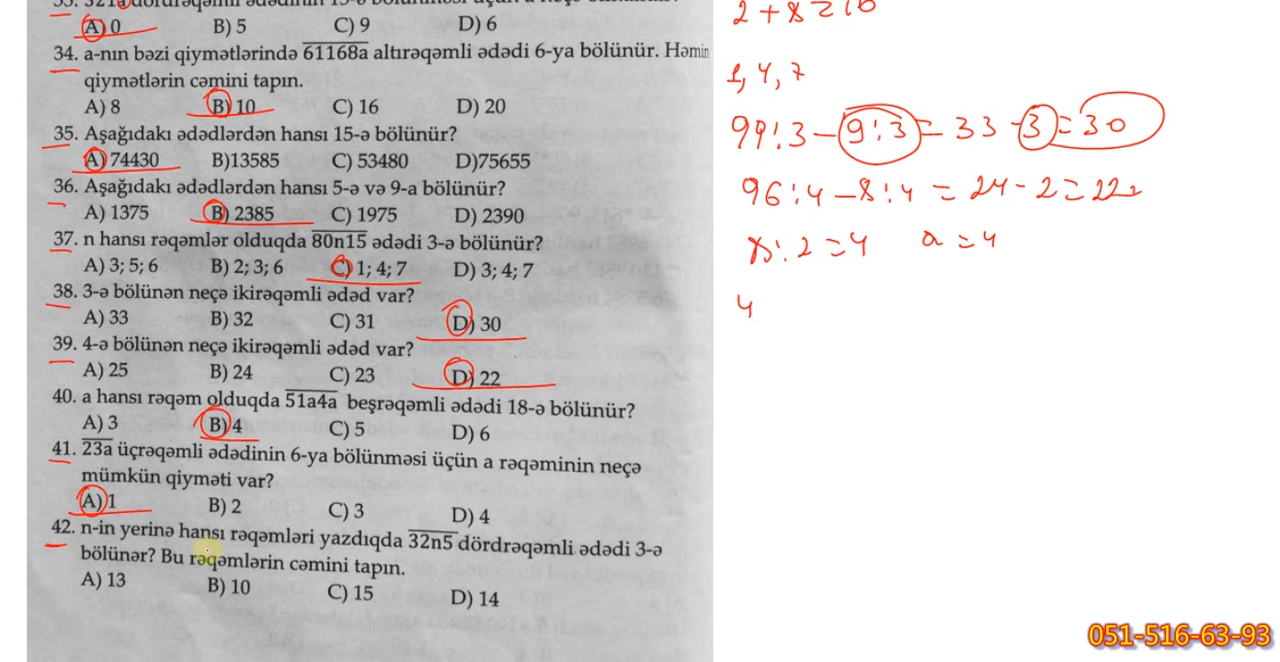 33. 321a dördrəqəmli ədədinin 15-ə bölünməsi üçün a
A) 0 B) 5 C) 9 D) 6
34. a-nın bəzi qiymətlərində 61168a altırəqəmli ədədi 6-ya bölünür. Həmin
qiymətlərin cəmini tapın.
A) 8 B) 10 C) 16 D) 20
35. Aşağıdakı ədədlərdən hansı 15-ə bölünür?
A) 74430 B)13585 C) 53480 D)75655
36. Aşağıdakı ədədlərdən hansı 5-ə və 9-a bölünür?
A) 1375 B) 2385 C) 1975 D) 2390
37. n hansı rəqəmlər olduqda 80n15 ədədi 3-ə bölünür?
A) 3; 5; 6 B) 2; 3; 6 C) 1; 4; 7 D) 3; 4; 7
38. 3-ə bölünən neçə ikirəqəmli ədəd var?
A) 33 B) 32 C) 31 D) 30
39. 4-ə bölünən neçə ikirəqəmli ədəd var?
A) 25 B) 24 C) 23 D) 22
40. a hansı rəqəm olduqda 51a4a beşrəqəmli ədədi 18-ə bölünür?
A) 3 B) 4 C) 5 D) 6
41. 23a üçrəqəmli ədədinin 6-ya bölünməsi üçün a rəqəminin neçə
mümkün qiyməti var?
A) 1 B) 2 C) 3 D) 4
42. n-in yerinə hansı rəqəmləri yazdıqda 32n5 dördrəqəmli ədədi 3-ə
bölünər? Bu rəqəmlərin cəmini tapın.
A) 13 B) 10 C) 15 D) 14
2 + 8 = 10
1, 4, 7
99:3 - 9:3 = 33 - 3 = 30
96:4 - 8:4 = 24 - 2 = 22
8:2 = 4 a = 4
4
051-516-63-93